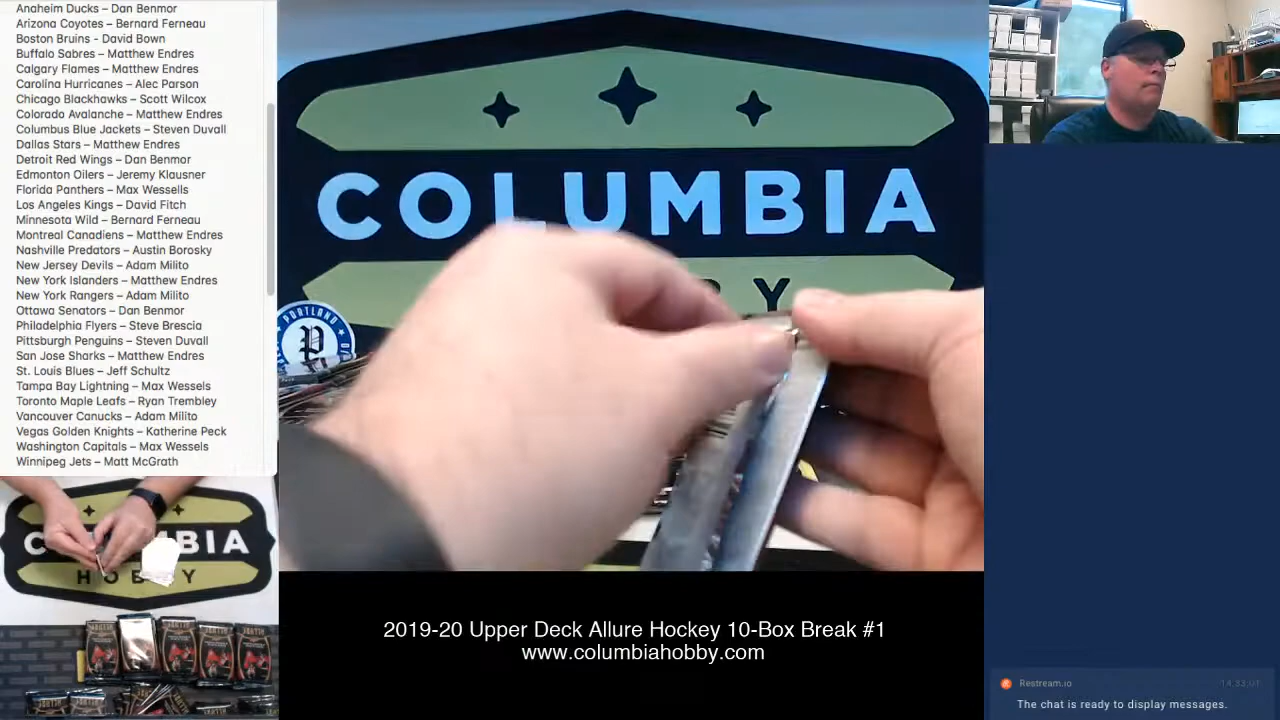 Anaheim Ducks – Dan Benmor
Arizona Coyotes – Bernard Ferneau
Boston Bruins - David Bown
Buffalo Sabres – Matthew Endres
Calgary Flames – Matthew Endres
Carolina Hurricanes – Alec Parson
Chicago Blackhawks – Scott Wilcox
Colorado Avalanche – Matthew Endres
Columbus Blue Jackets – Steven Duvall
Dallas Stars – Matthew Endres
Detroit Red Wings – Dan Benmor
Edmonton Oilers – Jeremy Klausner
Florida Panthers – Max Wessells
Los Angeles Kings – David Fitch
Minnesota Wild – Bernard Ferneau
Montreal Canadiens – Matthew Endres
Nashville Predators – Austin Borosky
New Jersey Devils – Adam Milito
New York Islanders – Matthew Endres
New York Rangers – Adam Milito
Ottawa Senators – Dan Benmor
Philadelphia Flyers – Steve Brescia
Pittsburgh Penguins – Steven Duvall
San Jose Sharks – Matthew Endres
St. Louis Blues – Jeff Schultz
Tampa Bay Lightning – Max Wessels
Toronto Maple Leafs – Ryan Trembley
Vancouver Canucks – Adam Milito
Vegas Golden Knights – Katherine Peck
Washington Capitals – Max Wessels
Winnipeg Jets – Matt McGrath
COLUMBIA
BY
PORTLAND
P
C UMBIA
HOBBY
2019-20 Upper Deck Allure Hockey 10-Box Break #1
www.columbiahobby.com
Restream.io
14:33:01
The chat is ready to display messages.